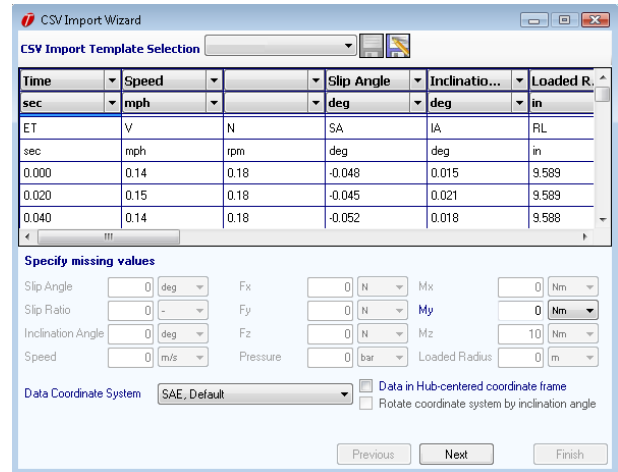 CSV Import Wizard
CSV Import Template Selection
Time Speed Slip Angle Inclinatio... Loaded R.
sec mph deg deg in
ET V N SA IA RL
sec mph rpm deg deg in
0.000 0.14 0.18 -0.048 0.015 9.589
0.020 0.15 0.18 -0.045 0.021 9.589
0.040 0.14 0.18 -0.052 0.018 9.588
Specify missing values
Slip Angle 0 deg Fx 0 N Mx 0 Nm
Slip Ratio 0 - Fy 0 N My 0 Nm
Inclination Angle 0 deg Fz 0 N Mz 10 Nm
Speed 0 m/s Pressure 0 bar Loaded Radius 0 m
Data Coordinate System SAE, Default Data in Hub-centered coordinate frame
Rotate coordinate system by inclination angle
Previous Next Finish